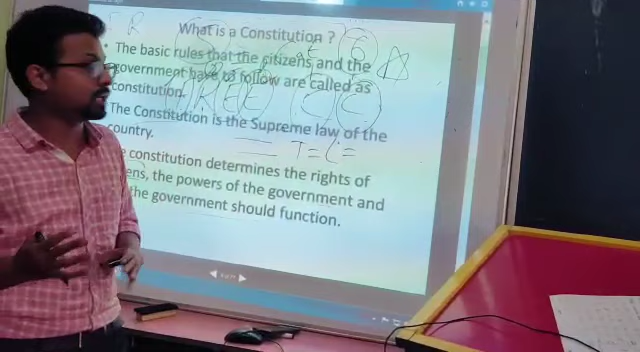 What is a Constitution ?
• The basic rules that the citizens and the
government have to follow are called as
constitution.
The Constitution is the Supreme law of the
country.
constitution determines the rights of
ens, the powers of the government and
the government should function.
R
T = C =